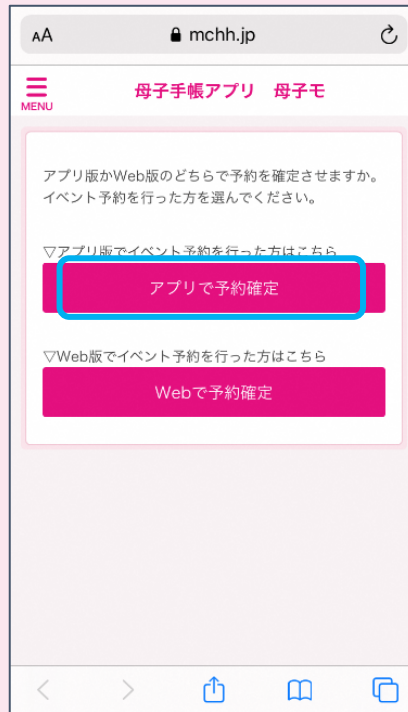 AA mchh.jp
MENU
母子手帳アプリ 母子モ
アプリ版かWeb版のどちらで予約を確定させますか。
イベント予約を行った方を選んでください。
▽アプリ版でイベント予約を行った方はこちら
アプリで予約確定
▽Web版でイベント予約を行った方はこちら
Webで予約確定